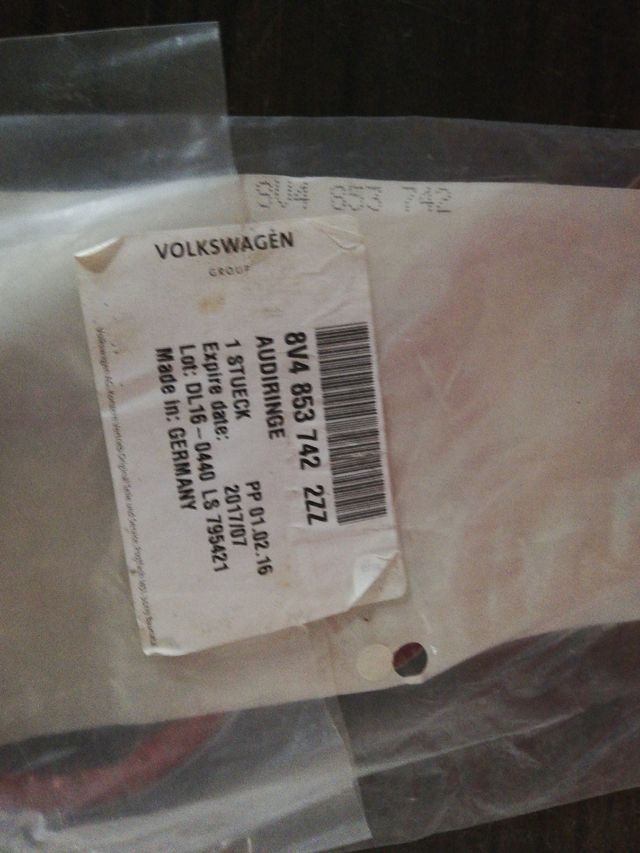 8V4 853 742
VOLKSWAGEN
GROUP
8V4 853 742 2ZZ
AUDIRINGE
1 STUECK PP 01.02.16
Expire date: 2017/07
Lot: DL16-0440 LS 795421
Made in: GERMANY